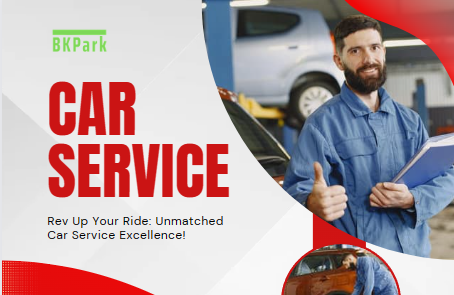 BKPark
CAR
SERVICE
Rev Up Your Ride: Unmatched
Car Service Excellence!